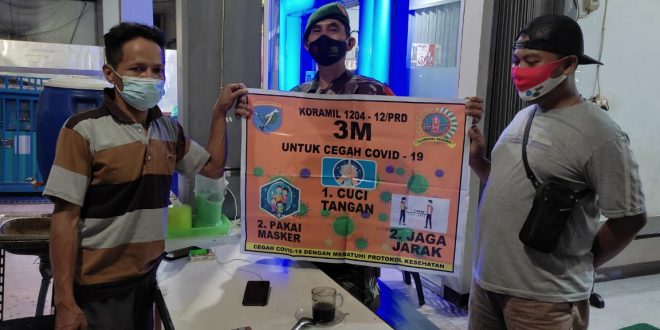 KORAMIL 1204 - 12/PRD
3M
UNTUK CEGAH COVID - 19
1. CUCI
TANGAN
2. PAKAI
MASKER
2. JAGA
JARAK
CEGAH COVID-19 DENGAN MEMATUHI PROTOKOL KESEHATAN